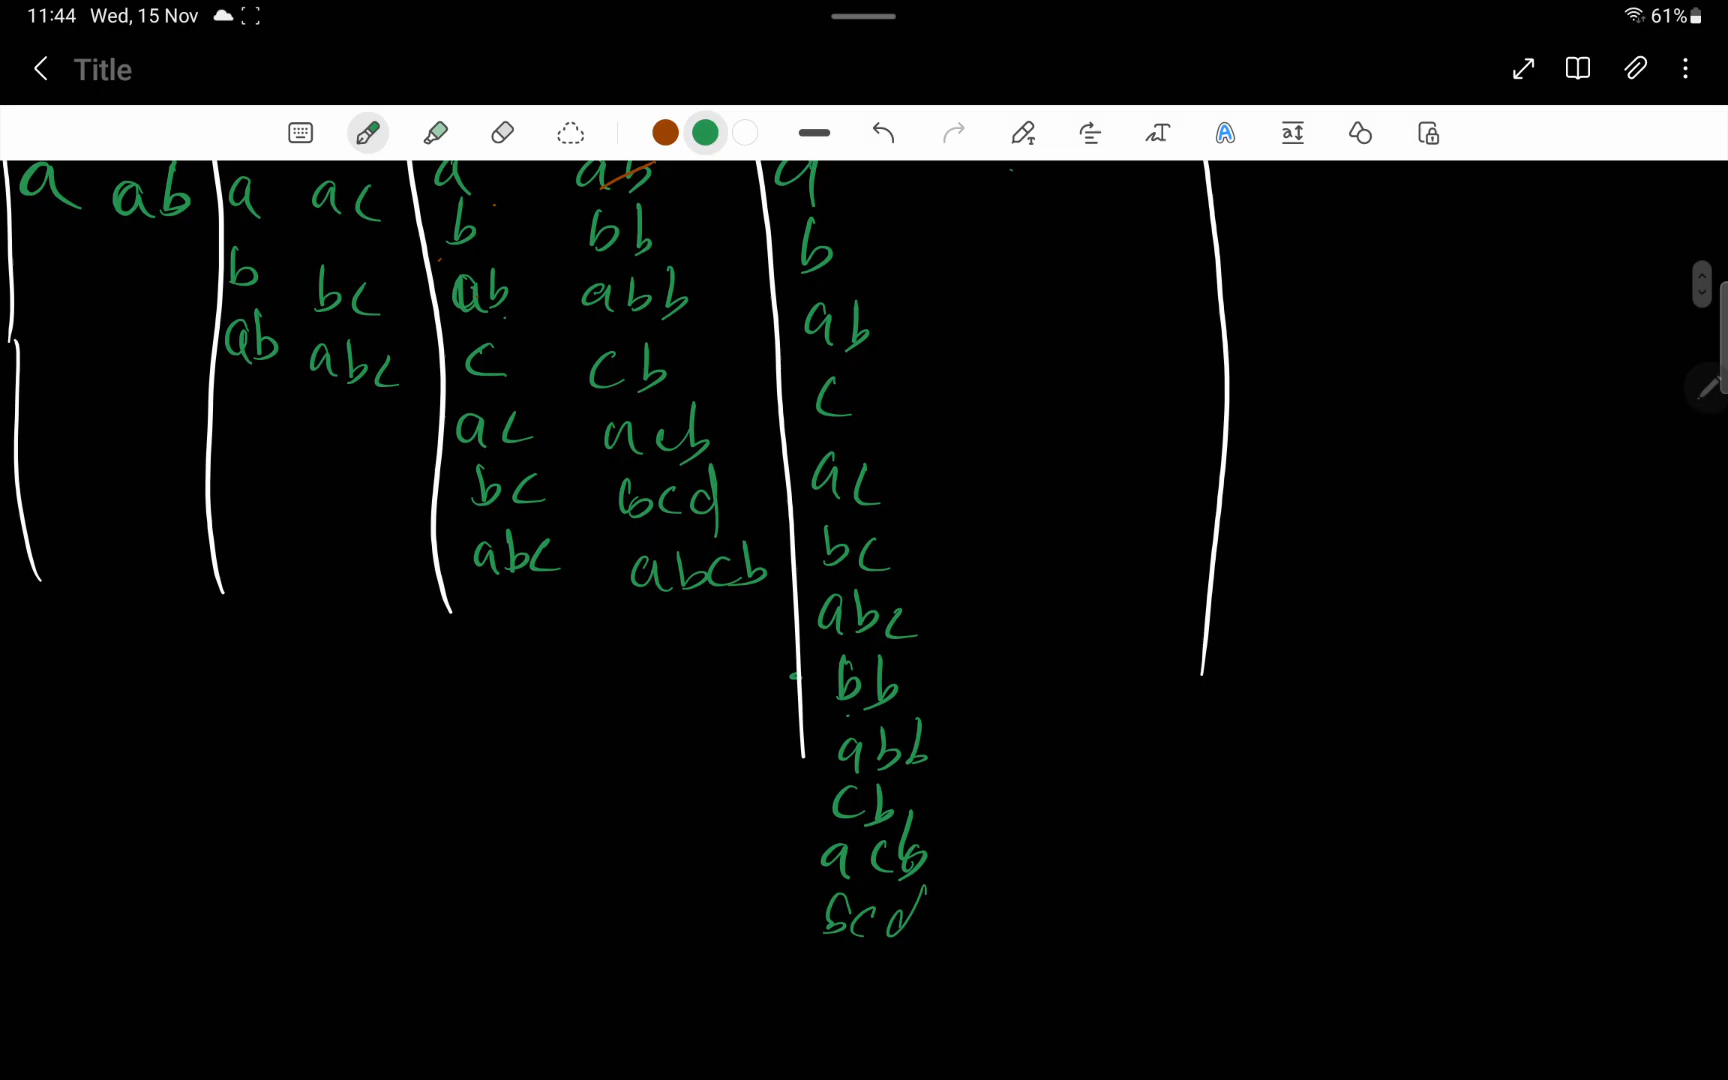 11:44 Wed, 15 Nov 61%
Title
a ab a ac a ab a
b bb b
b bc ab abb ab
ab abc c cb c
ac acb ac
bc bcd bc
abc abcb abc
bb
abb
cb
acb
bcd